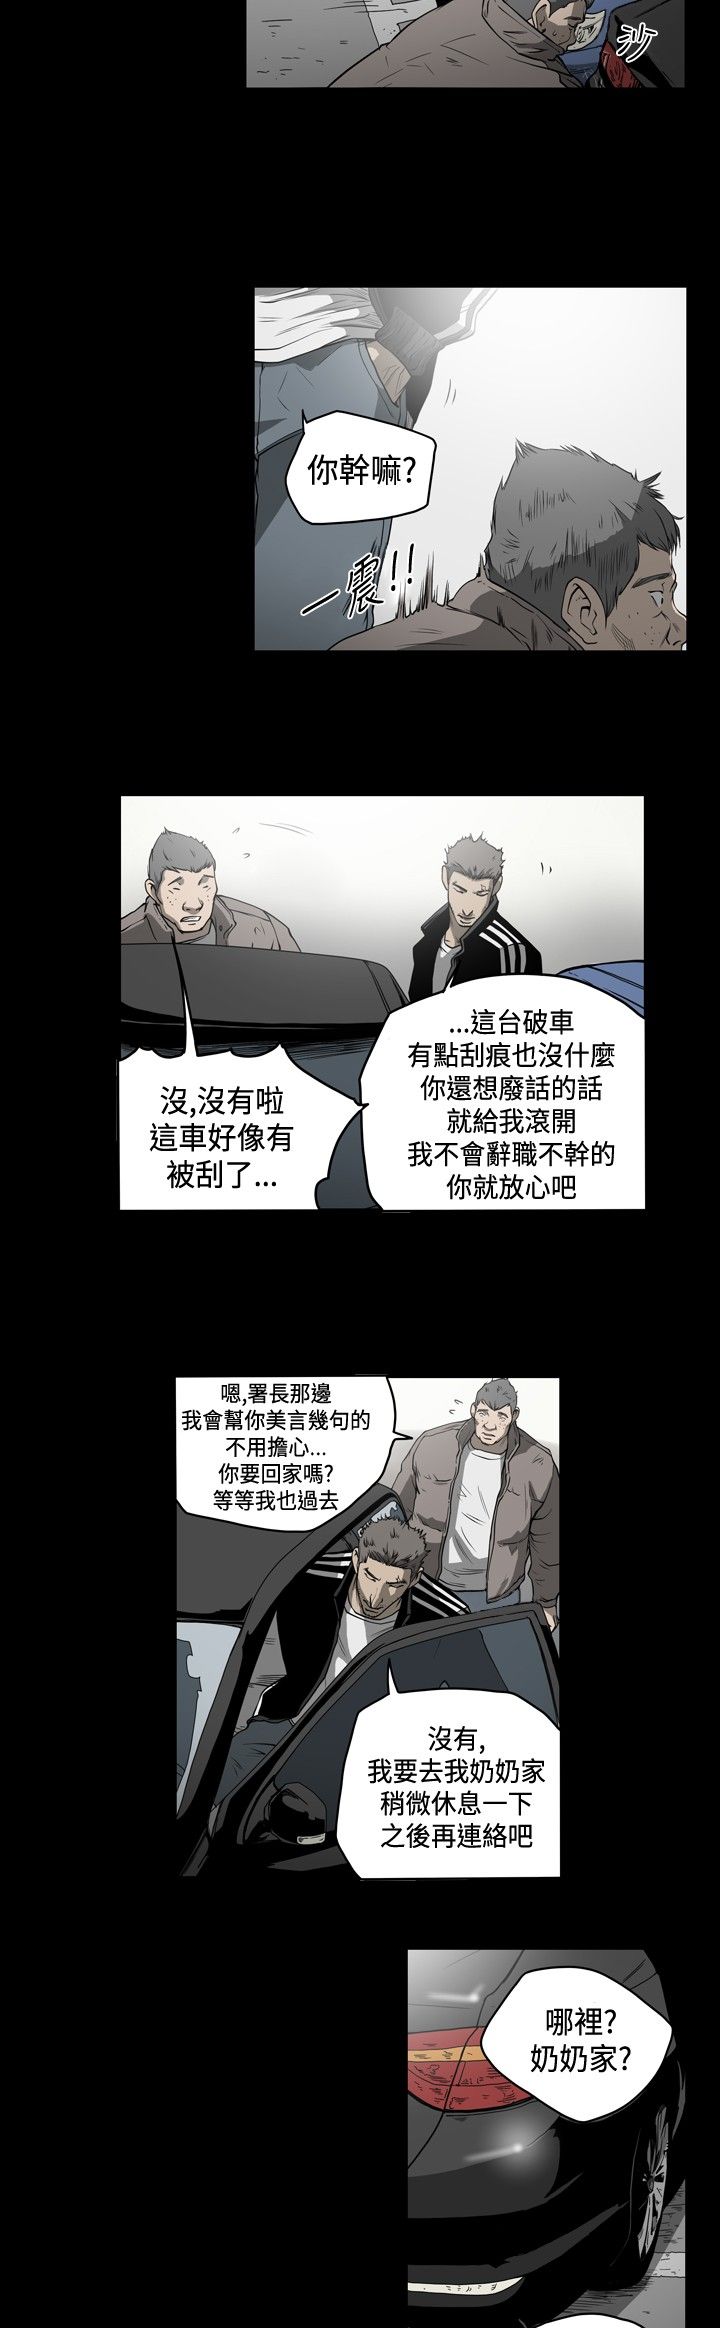 沙
你幹嘛?
一震!!
沒,沒有啦
這車好像有
被刮了...
...這台破車
有點刮痕也沒什麼
你還想廢話的話
就給我滾開
我不會辭職不幹的
你就放心吧
嗯,署長那邊
我會幫你美言幾句的
不用擔心...
你要回家嗎?
等等我也過去
沒有,
我要去我奶奶家
稍微休息一下
之後再連絡吧
哪裡?
奶奶家?